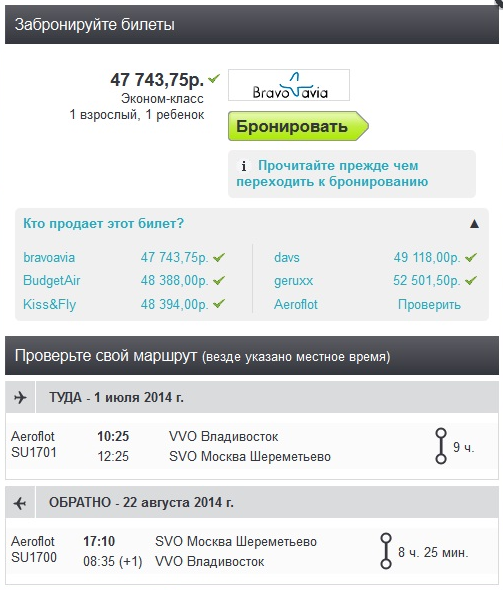 Забронируйте билеты
47 743,75р.
Эконом-класс
1 взрослый, 1 ребенок
Bravoavia
Бронировать
i Прочитайте прежде чем
переходить к бронированию
Кто продает этот билет? ▲
bravoavia 47 743,75р. davs 49 118,00р.
BudgetAir 48 388,00р. geruxx 52 501,50р.
Kiss&Fly 48 394,00р. Aeroflot Проверить
Проверьте свой маршрут (везде указано местное время)
ТУДА - 1 июля 2014 г.
Aeroflot 10:25 VVO Владивосток
SU1701 12:25 SVO Москва Шереметьево
9 ч.
ОБРАТНО - 22 августа 2014 г.
Aeroflot 17:10 SVO Москва Шереметьево
SU1700 08:35 (+1) VVO Владивосток
8 ч. 25 мин.